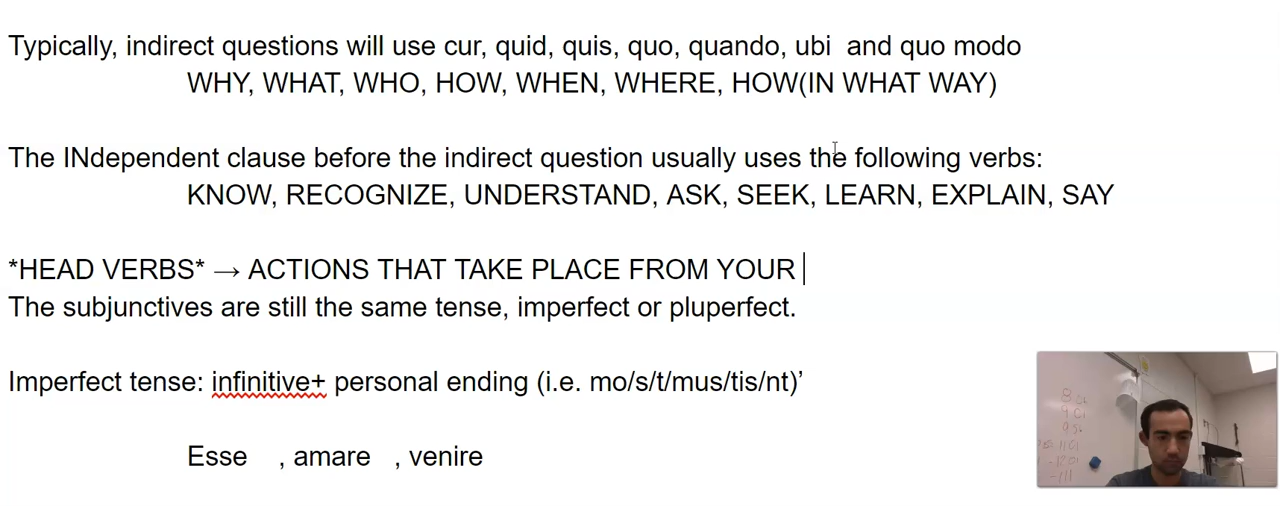 Typically, indirect questions will use cur, quid, quis, quo, quando, ubi and quo modo
WHY, WHAT, WHO, HOW, WHEN, WHERE, HOW(IN WHAT WAY)
The INdependent clause before the indirect question usually uses the following verbs:
KNOW, RECOGNIZE, UNDERSTAND, ASK, SEEK, LEARN, EXPLAIN, SAY
*HEAD VERBS* → ACTIONS THAT TAKE PLACE FROM YOUR
The subjunctives are still the same tense, imperfect or pluperfect.
Imperfect tense: infinitive+ personal ending (i.e. mo/s/t/mus/tis/nt)’
Esse , amare , venire